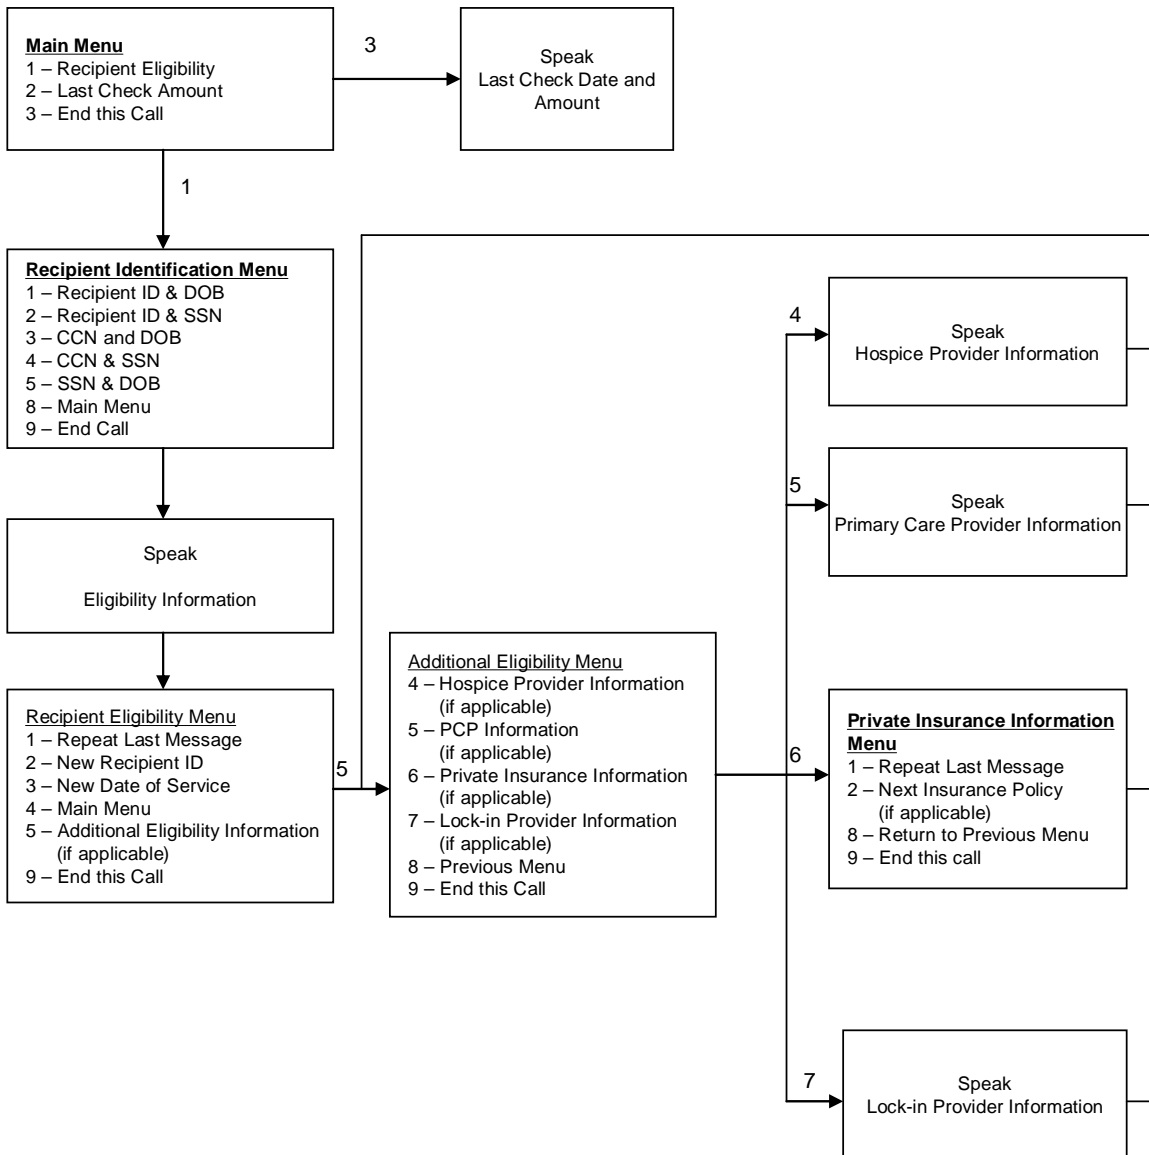 Main Menu
1 – Recipient Eligibility
2 – Last Check Amount
3 – End this Call
3
Speak
Last Check Date and
Amount
1
Recipient Identification Menu
1 – Recipient ID & DOB
2 – Recipient ID & SSN
3 – CCN and DOB
4 – CCN & SSN
5 – SSN & DOB
8 – Main Menu
9 – End Call
Speak
Eligibility Information
Recipient Eligibility Menu
1 – Repeat Last Message
2 – New Recipient ID
3 – New Date of Service
4 – Main Menu
5 – Additional Eligibility Information
(if applicable)
9 – End this Call
5
Additional Eligibility Menu
4 – Hospice Provider Information
(if applicable)
5 – PCP Information
(if applicable)
6 – Private Insurance Information
(if applicable)
7 – Lock-in Provider Information
(if applicable)
8 – Previous Menu
9 – End this Call
4
Speak
Hospice Provider Information
5
Speak
Primary Care Provider Information
6
Private Insurance Information
Menu
1 – Repeat Last Message
2 – Next Insurance Policy
(if applicable)
8 – Return to Previous Menu
9 – End this call
7
Speak
Lock-in Provider Information